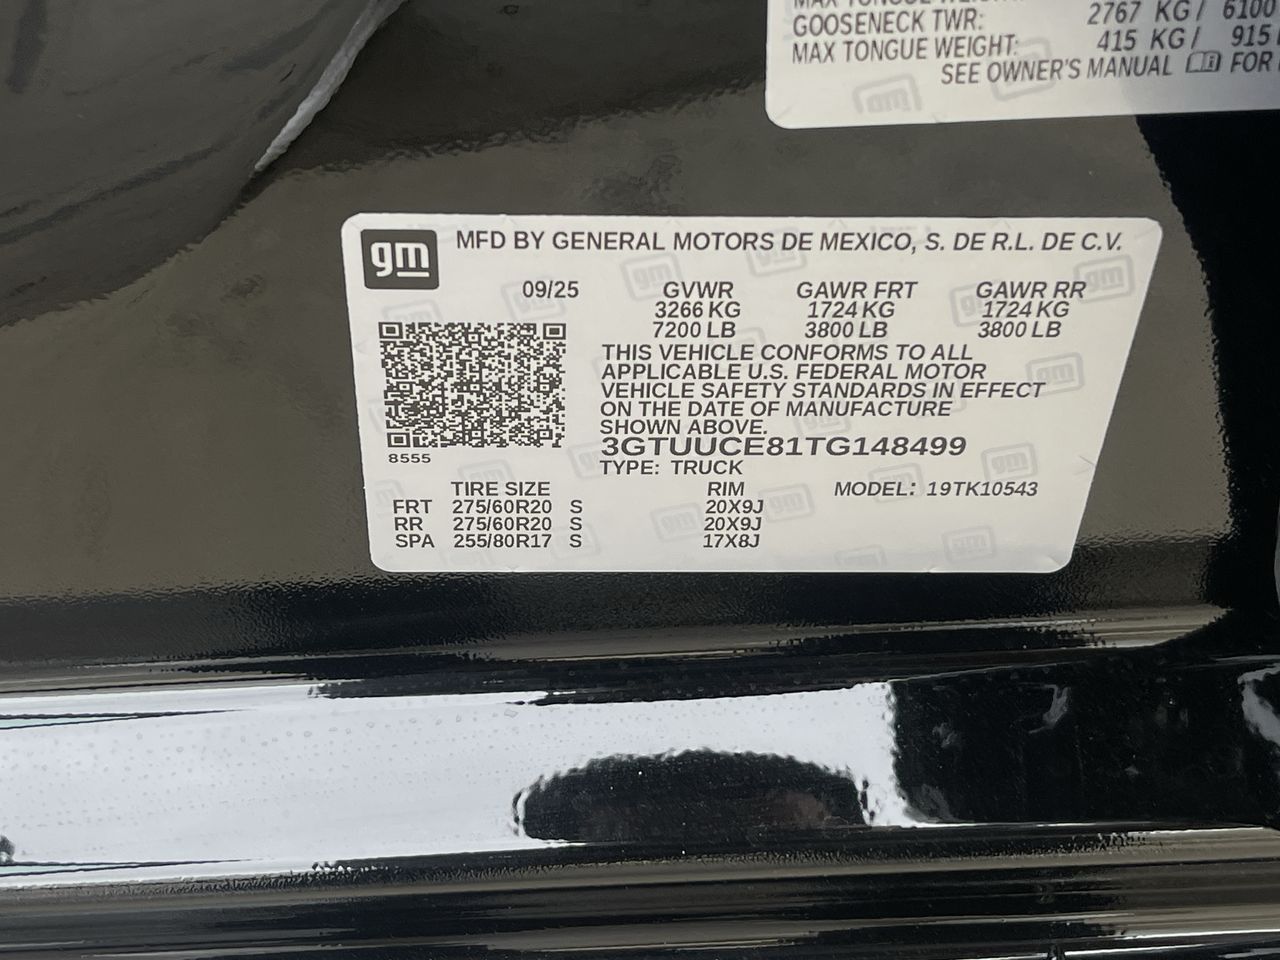 GOOSENECK TWR: 2767 KG/ 6100
MAX TONGUE WEIGHT: 415 KG/ 915
SEE OWNER'S MANUAL FOR
gm MFD BY GENERAL MOTORS DE MEXICO, S. DE R.L. DE C.V.
09/25 GVWR GAWR FRT GAWR RR
3266 KG 1724 KG 1724 KG
7200 LB 3800 LB 3800 LB
THIS VEHICLE CONFORMS TO ALL
APPLICABLE U.S. FEDERAL MOTOR
VEHICLE SAFETY STANDARDS IN EFFECT
ON THE DATE OF MANUFACTURE
SHOWN ABOVE.
3GTUUCE81TG148499
8555
TYPE: TRUCK
TIRE SIZE RIM MODEL: 19TK10543
FRT 275/60R20 S 20X9J
RR 275/60R20 S 20X9J
SPA 255/80R17 S 17X8J